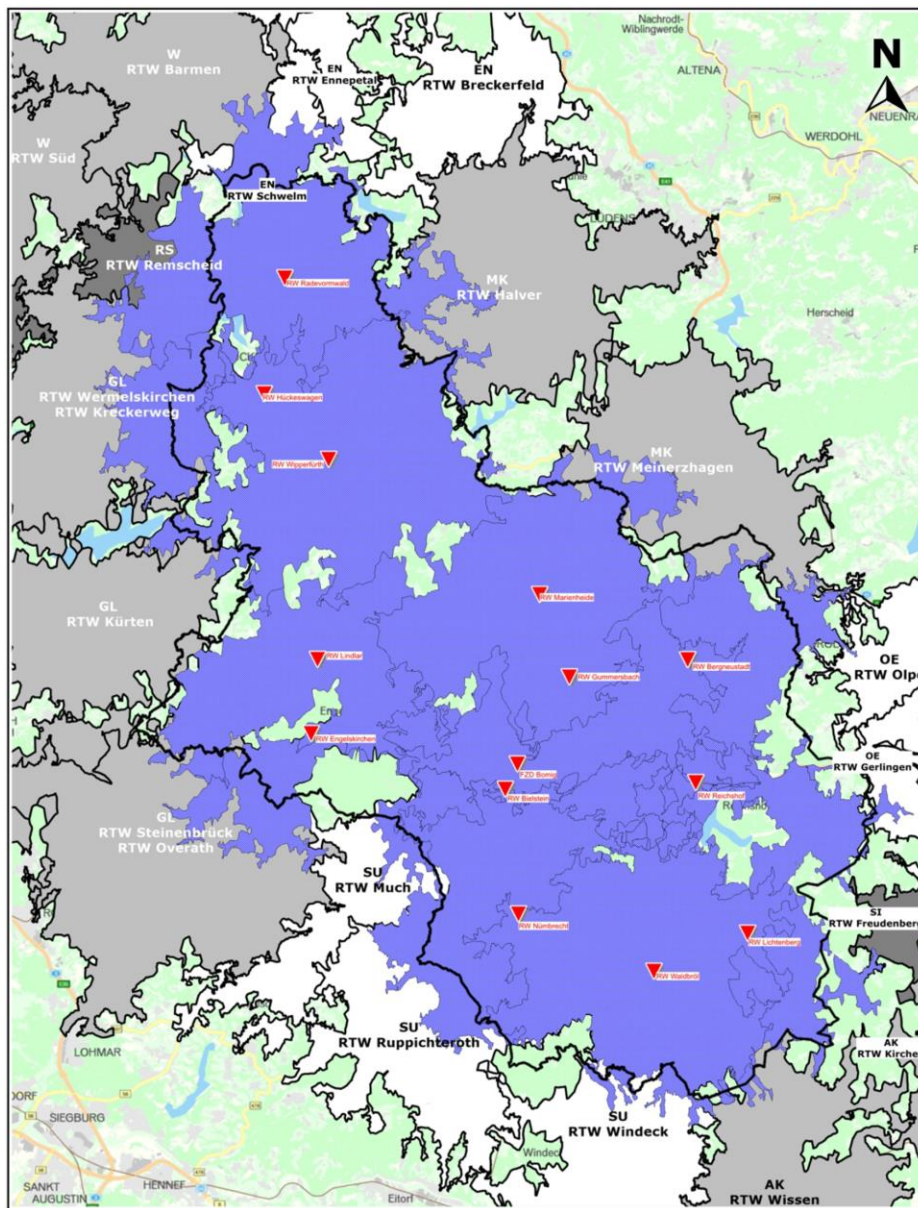 Nachrodt-
Wiblingwerde
W
RTW Barmen
EN
RTW Ennepetal
EN
RTW Breckerfeld
ALTENA
N
NEUENRA
WERDOHL
W
RTW Süd
EN
RTW Schwelm
LÜDENS
RS
RTW Remscheid
RW Radevormwald
MK
RTW Halver
Herscheid
GL
RTW Wermelskirchen
RTW Kreckerweg
RW Hückeswagen
RW Wipperfürth
MK
RTW Meinerzhagen
GL
RTW Kürten
RW Marienheide
RW Lindlar
RW Bergneustadt
RW Gummersbach
OE
RTW Olpe
RW Engelskirchen
OE
RTW Gerlingen
FZD Bomig
RW Bielstein
RW Reichshof
GL
RTW Steinenbrück
RTW Overath
SU
RTW Much
RW Nümbrecht
SI
RTW Freudenberg
RW Lichtenberg
RW Waldbröl
SU
RTW Ruppichteroth
AK
RTW Kirche
LOHMAR
SU
RTW Windeck
SIEGBURG
Windec
AK
RTW Wissen
SANKT
AUGUSTIN
HENNEF
Eitorf